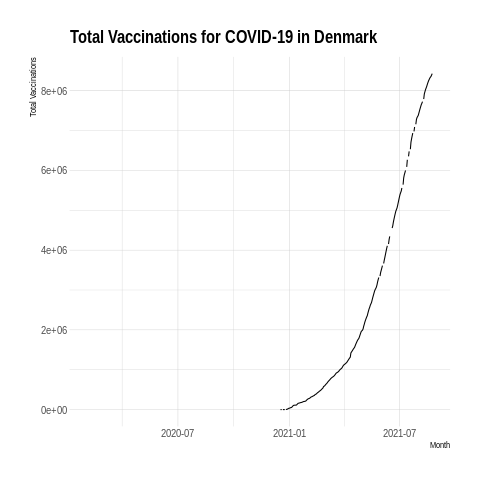 Total Vaccinations for COVID-19 in Denmark
Total Vaccinations
8e+06
6e+06
4e+06
2e+06
0e+00
2020-07
2021-01
2021-07
Month